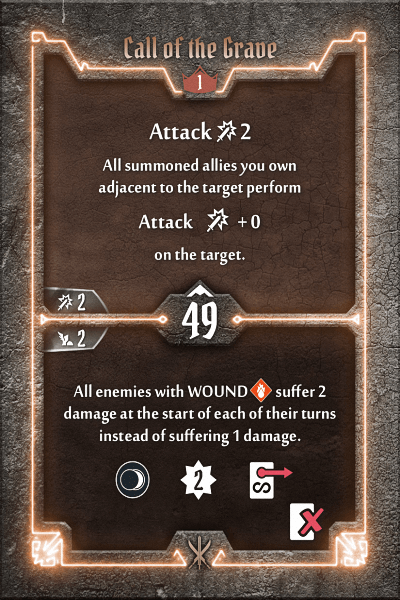 Call of the Grave
1
Attack 2
All summoned allies you own
adjacent to the target perform
Attack +0
on the target.
2
49
2
All enemies with WOUND suffer 2
damage at the start of each of their turns
instead of suffering 1 damage.
2